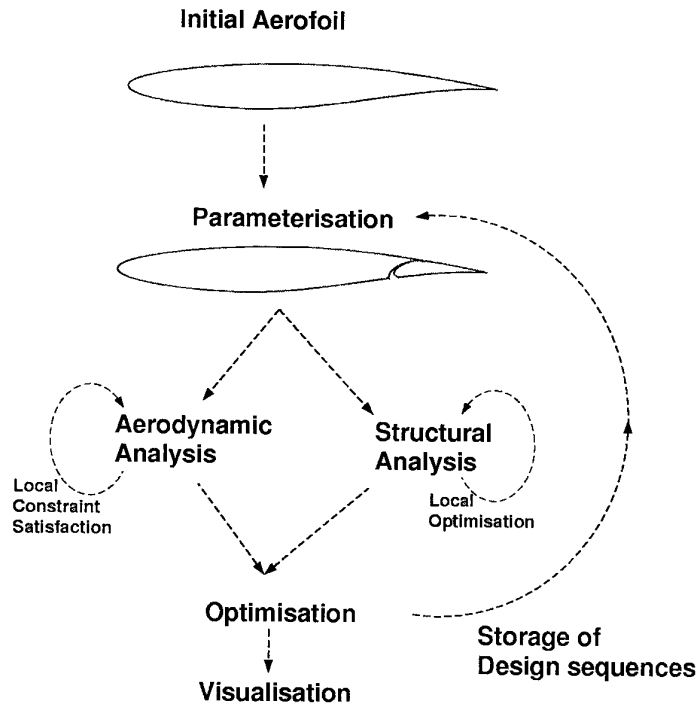 Initial Aerofoil
Parameterisation
Aerodynamic
Analysis
Structural
Analysis
Local
Constraint
Satisfaction
Local
Optimisation
Optimisation
Storage of
Design sequences
Visualisation